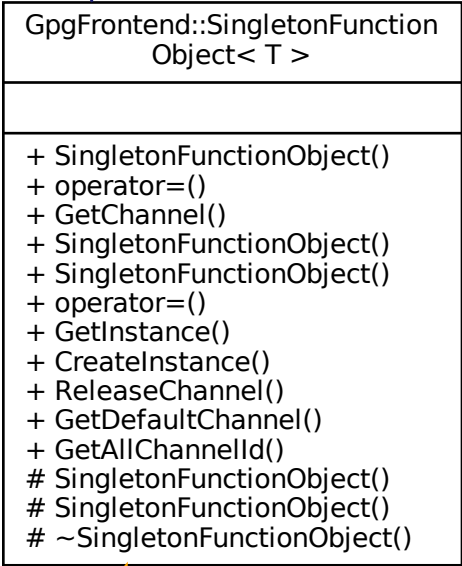 GpgFrontend::SingletonFunction
Object< T >
+ SingletonFunctionObject()
+ operator=()
+ GetChannel()
+ SingletonFunctionObject()
+ SingletonFunctionObject()
+ operator=()
+ GetInstance()
+ CreateInstance()
+ ReleaseChannel()
+ GetDefaultChannel()
+ GetAllChannelId()
# SingletonFunctionObject()
# SingletonFunctionObject()
# ~SingletonFunctionObject()